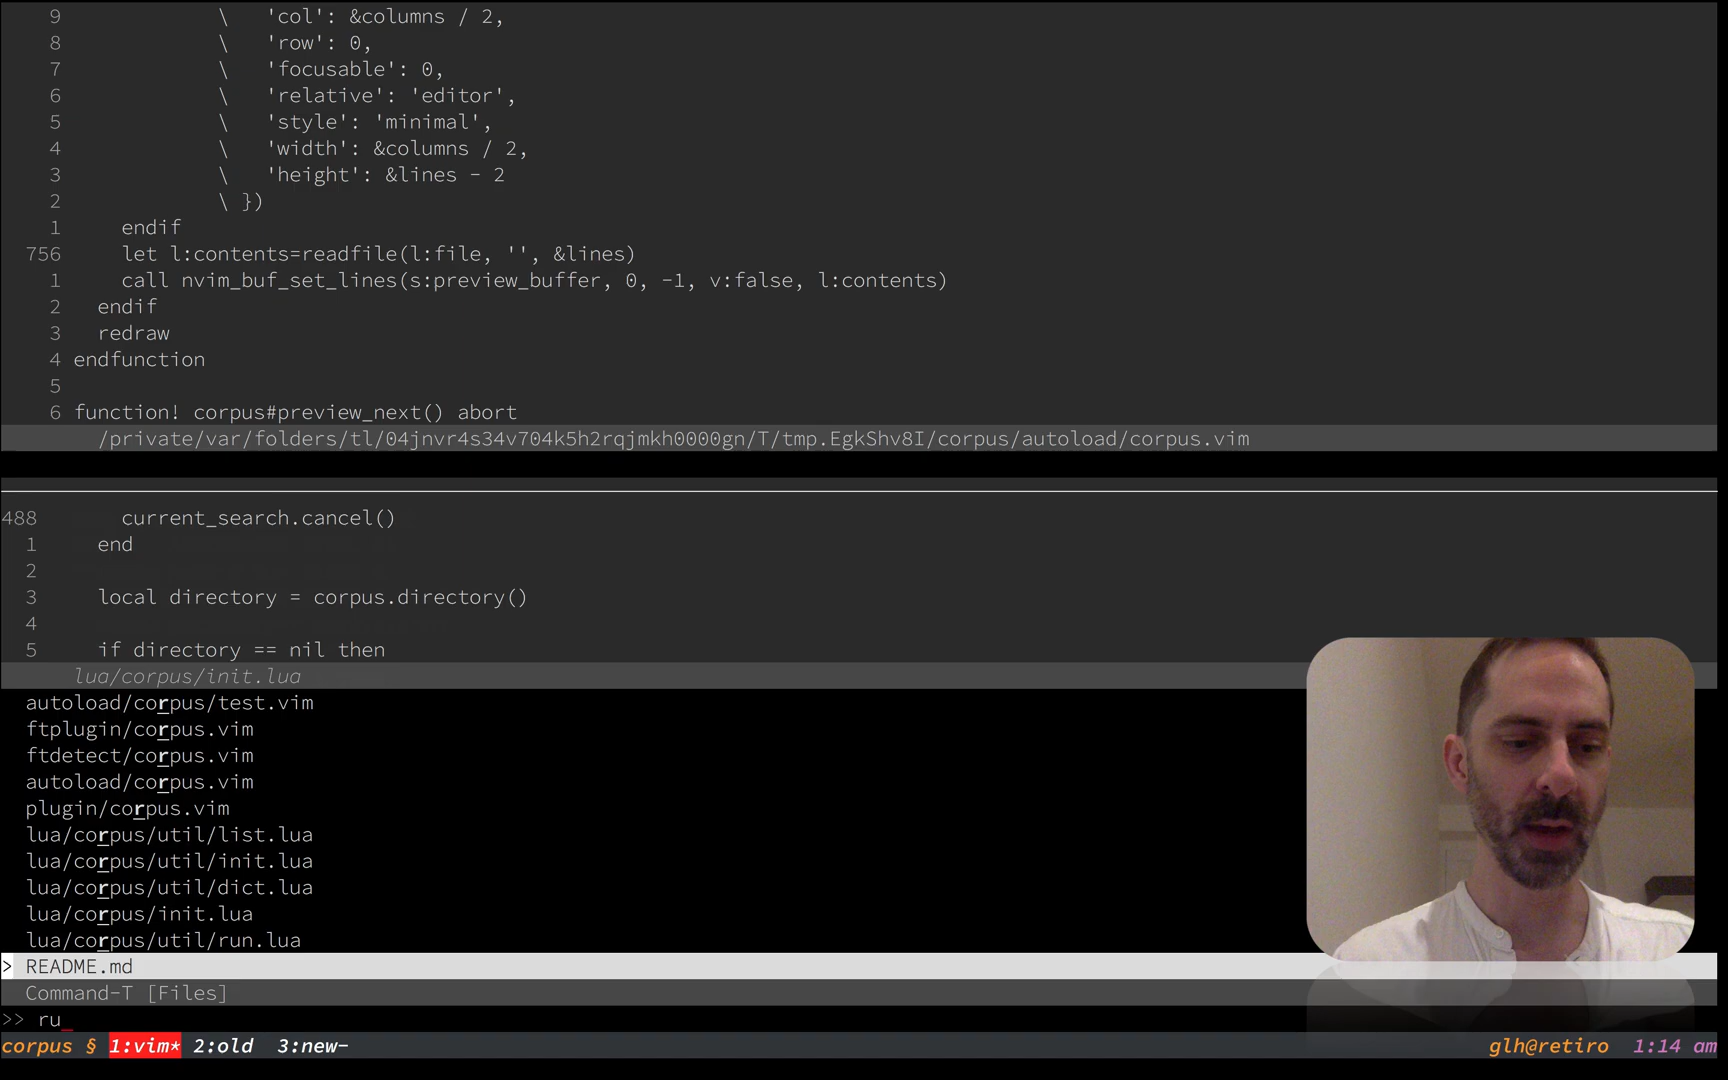 9 \ 'col': &columns / 2,
8 \ 'row': 0,
7 \ 'focusable': 0,
6 \ 'relative': 'editor',
5 \ 'style': 'minimal',
4 \ 'width': &columns / 2,
3 \ 'height': &lines - 2
2 \ })
1 endif
756 let l:contents=readfile(l:file, '', &lines)
1 call nvim_buf_set_lines(s:preview_buffer, 0, -1, v:false, l:contents)
2 endif
3 redraw
4 endfunction
5
6 function! corpus#preview_next() abort
/private/var/folders/tl/04jnvr4s34v704k5h2rqjmkh0000gn/T/tmp.EgkShv8I/corpus/autoload/corpus.vim
488 current_search.cancel()
1 end
2
3 local directory = corpus.directory()
4
5 if directory == nil then
lua/corpus/init.lua
autoload/corpus/test.vim
ftplugin/corpus.vim
ftdetect/corpus.vim
autoload/corpus.vim
plugin/corpus.vim
lua/corpus/util/list.lua
lua/corpus/util/init.lua
lua/corpus/util/dict.lua
lua/corpus/init.lua
lua/corpus/util/run.lua
> README.md
Command-T [Files]
>> ru_
corpus § 1:vim* 2:old 3:new- glh@retiro 1:14 am